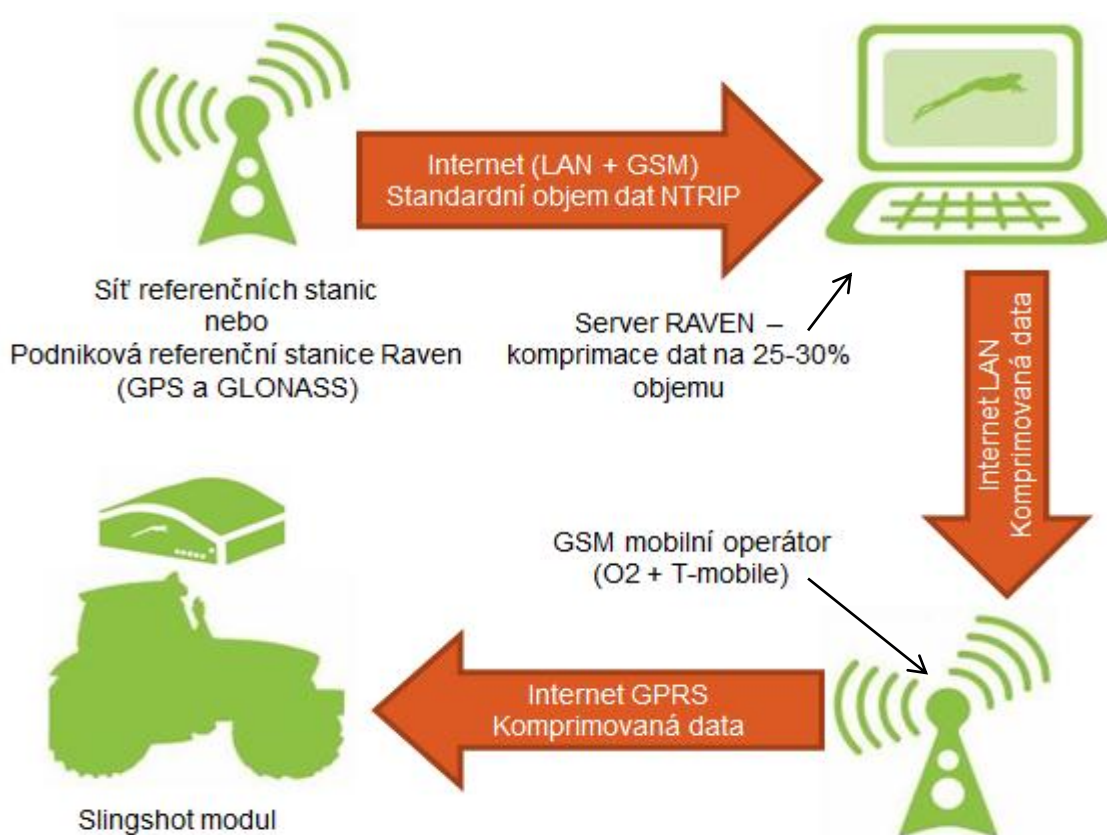 Internet (LAN + GSM)
Standardní objem dat NTRIP
Síť referenčních stanic
nebo
Podniková referenční stanice Raven
(GPS a GLONASS)
Server RAVEN –
komprimace dat na 25-30%
objemu
Internet LAN
Komprimovaná data
GSM mobilní operátor
(O2 + T-mobile)
Internet GPRS
Komprimovaná data
Slingshot modul